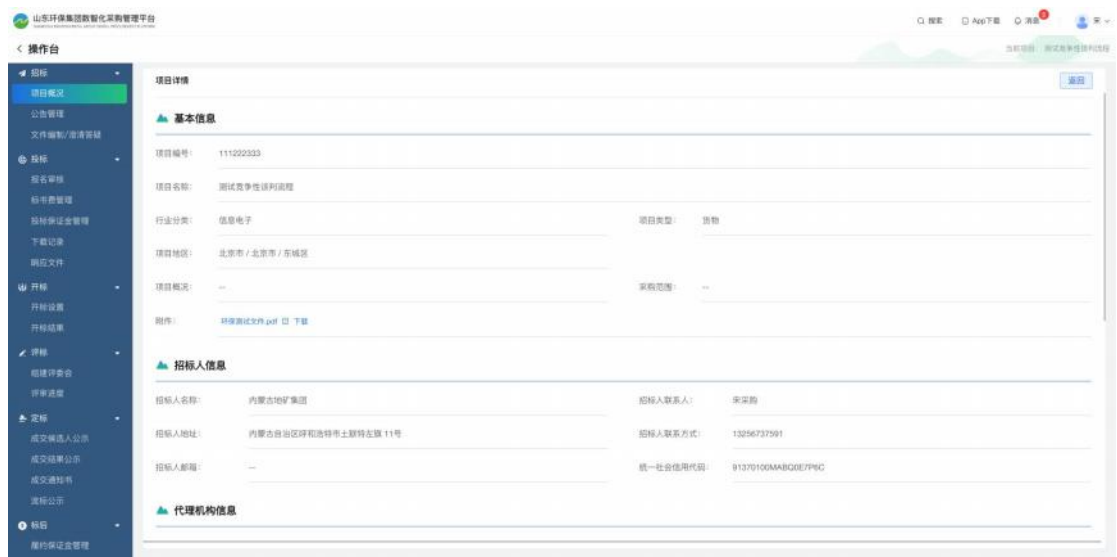 山东环保集团数智化采购管理平台
搜索 App下载 消息 宋
操作台
招标
项目概况
公告管理
文件编制/澄清答疑
投标
报名审核
标书费管理
投标保证金管理
下载记录
响应文件
开标
开标设置
开标结果
评标
组建评委会
评审进度
定标
成交候选人公示
成交结果公示
成交通知书
流标公示
标后
履约保证金管理
当前项目: 测试竞争性谈判流程
项目详情 返回
基本信息
项目编号: 111222333
项目名称: 测试竞争性谈判流程
行业分类: 信息电子 项目类型: 货物
项目地区: 北京市 / 北京市 / 东城区
项目概况: -- 采购范围: --
附件: 环保测试文件.pdf 下载
招标人信息
招标人名称: 内蒙古地矿集团 招标人联系人: 宋采购
招标人地址: 内蒙古自治区呼和浩特市土默特左旗 11号 招标人联系方式: 13256737591
招标人邮箱: -- 统一社会信用代码: 91370100MABQ0E7P6C
代理机构信息